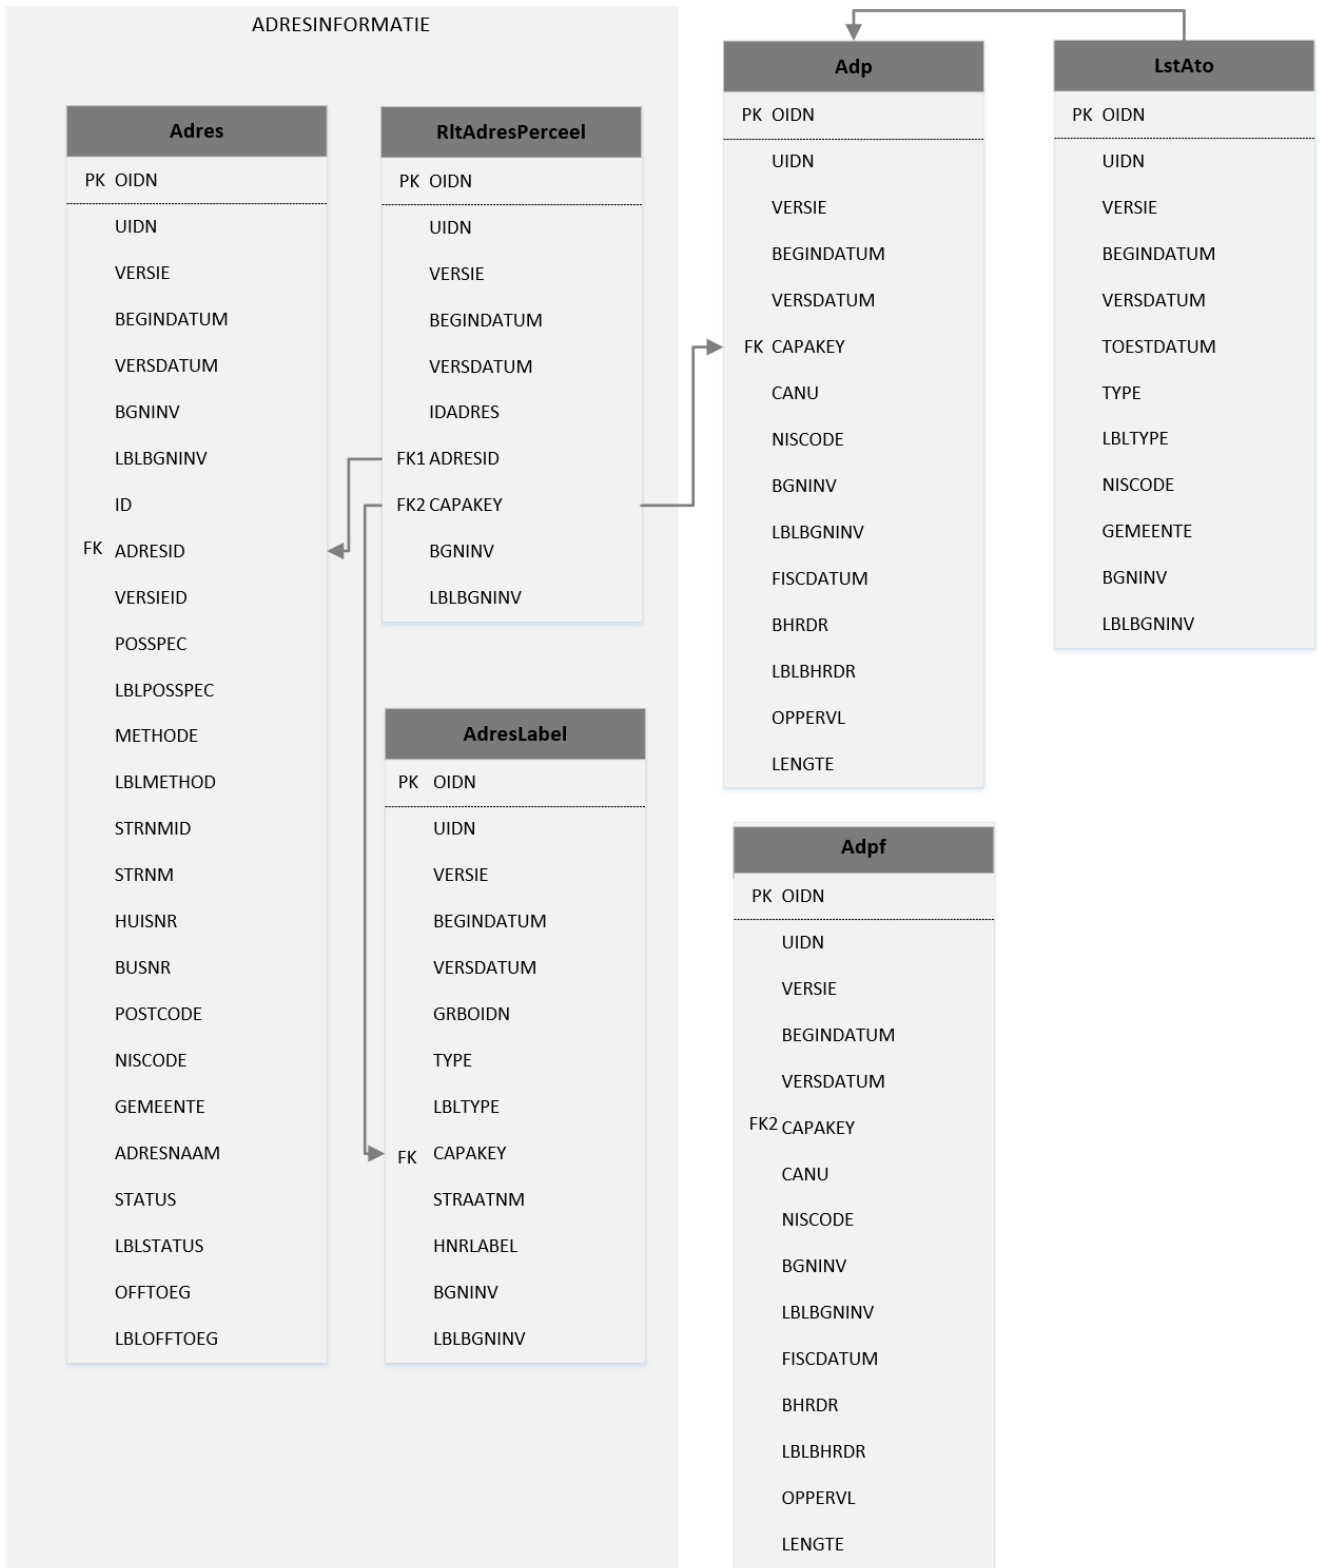 ADRESINFORMATIE
Adres
PK OIDN
UIDN
VERSIE
BEGINDATUM
VERSDATUM
BGNINV
LBLBGNINV
ID
FK ADRESID
VERSIEID
POSSPEC
LBLPOSSPEC
METHODE
LBLMETHOD
STRNMID
STRNM
HUISNR
BUSNR
POSTCODE
NISCODE
GEMEENTE
ADRESNAAM
STATUS
LBLSTATUS
OFFTOEG
LBLOFFTOEG
RltAdresPerceel
PK OIDN
UIDN
VERSIE
BEGINDATUM
VERSDATUM
IDADRES
FK1 ADRESID
FK2 CAPAKEY
BGNINV
LBLBGNINV
AdresLabel
PK OIDN
UIDN
VERSIE
BEGINDATUM
VERSDATUM
GRBOIDN
TYPE
LBLTYPE
FK CAPAKEY
STRAATNM
HNRLABEL
BGNINV
LBLBGNINV
Adp
PK OIDN
UIDN
VERSIE
BEGINDATUM
VERSDATUM
FK CAPAKEY
CANU
NISCODE
BGNINV
LBLBGNINV
FISCDATUM
BHRDR
LBLBHRDR
OPPERVL
LENGTE
Adpf
PK OIDN
UIDN
VERSIE
BEGINDATUM
VERSDATUM
FK2 CAPAKEY
CANU
NISCODE
BGNINV
LBLBGNINV
FISCDATUM
BHRDR
LBLBHRDR
OPPERVL
LENGTE
LstAto
PK OIDN
UIDN
VERSIE
BEGINDATUM
VERSDATUM
TOESTDATUM
TYPE
LBLTYPE
NISCODE
GEMEENTE
BGNINV
LBLBGNINV